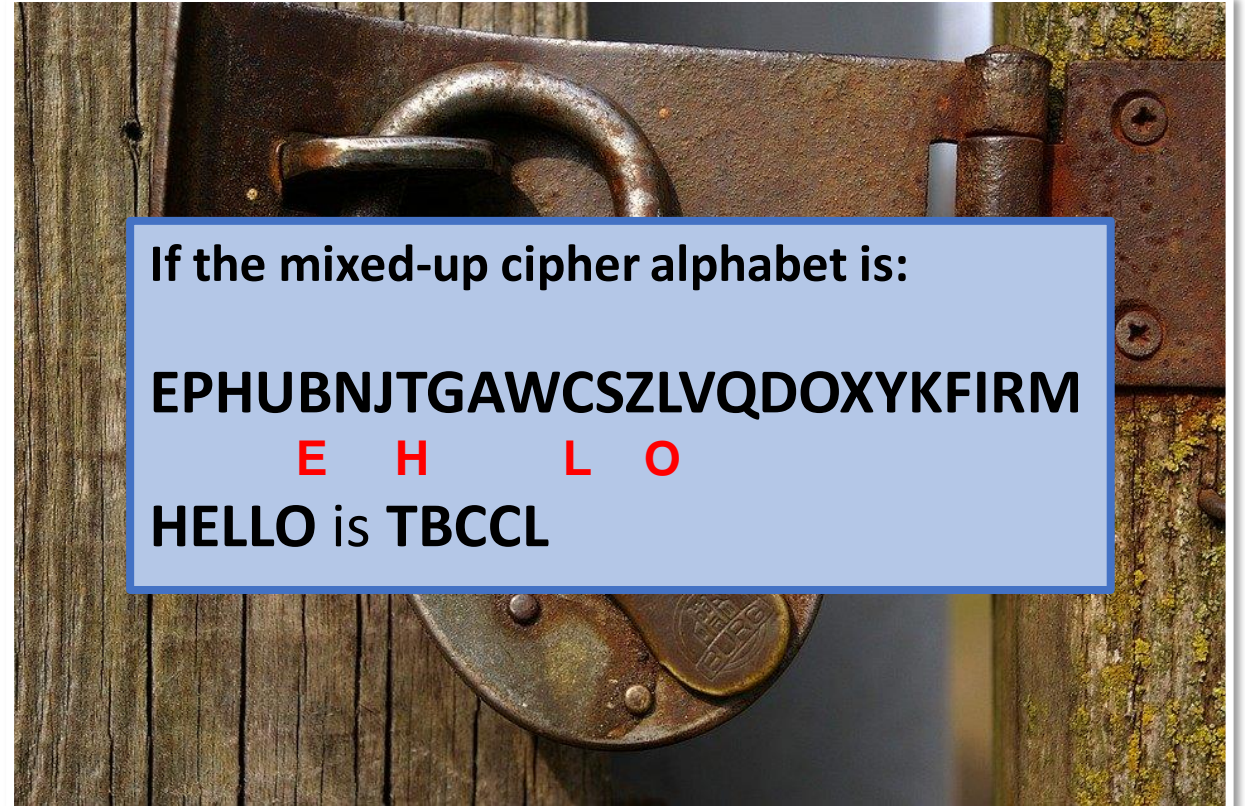 If the mixed-up cipher alphabet is:
EPHUBNJTGAWCSZLVQDOXYKFIRM
E H L O
HELLO is TBCCL